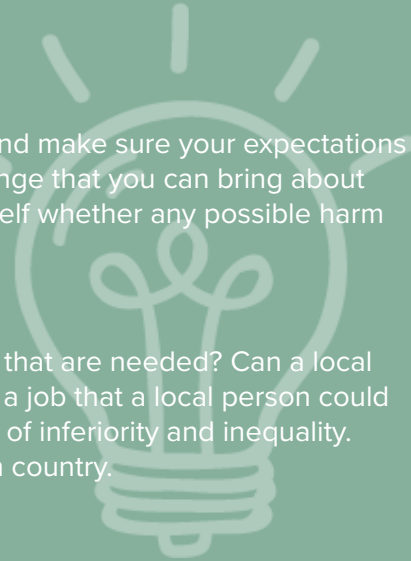 nd make sure your expectations
nge that you can bring about
elf whether any possible harm
that are needed? Can a local
a job that a local person could
of inferiority and inequality.
country.